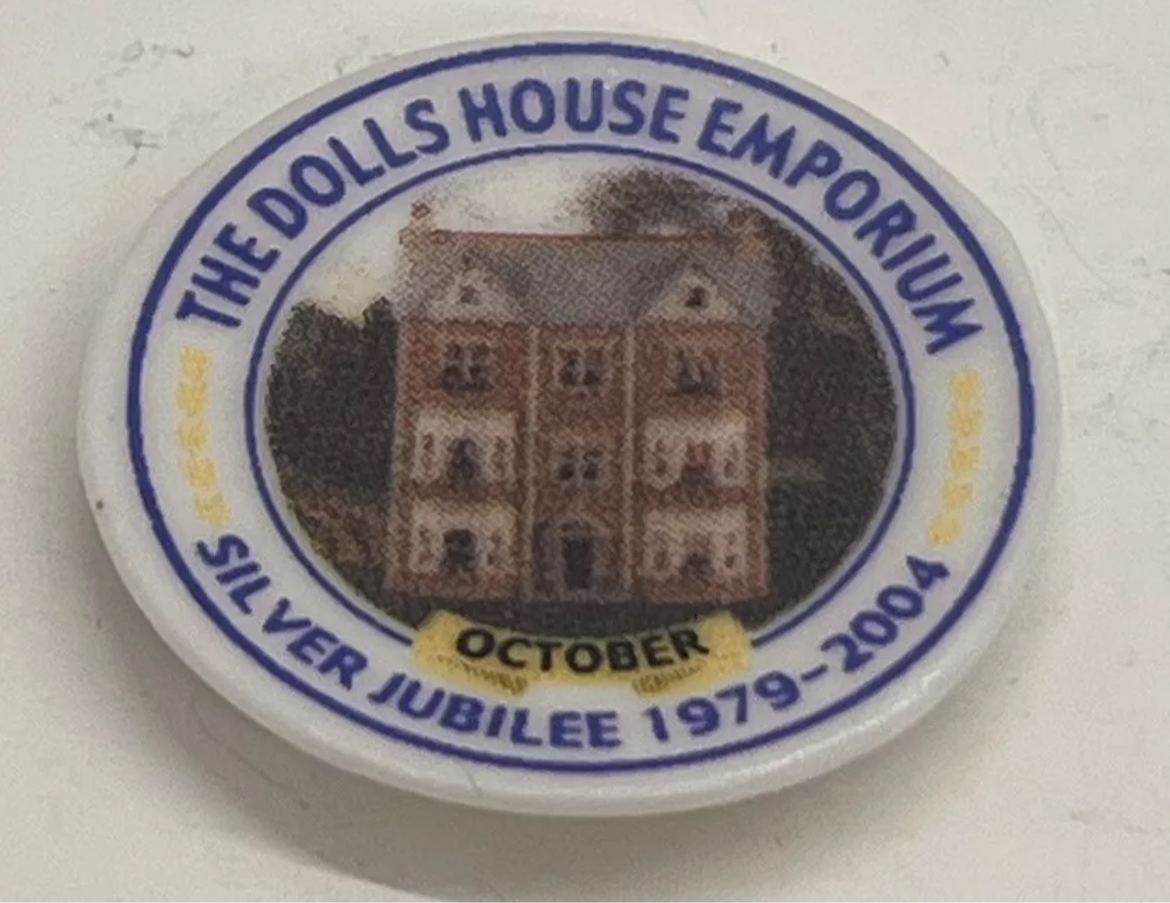 THE DOLLS HOUSE EMPORIUM
OCTOBER
SILVER JUBILEE 1979-2004